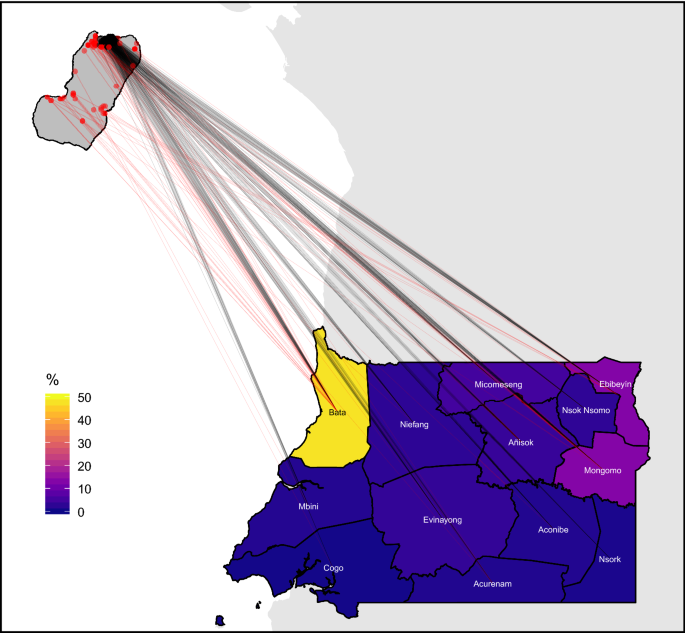 %
50
40
30
20
10
0
Micomeseng
Ebibeyin
Nsok Nsomo
Bata
Niefang
Añisok
Mongomo
Mbini
Evinayong
Aconibe
Nsork
Cogo
Acurenam